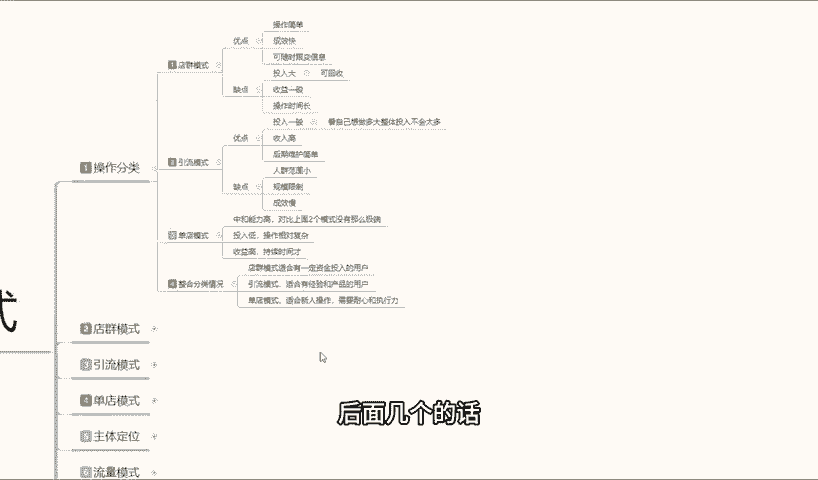 式
1 操作分类
1 店群模式
优点
操作简单
成效快
可随时跟卖信息
缺点
投入大
可回收
收益一般
操作时间长
2 引流模式
优点
投入一般
看自己想做多大整体投入不会太多
收入高
后期维护简单
缺点
人群范围小
规模限制
成效慢
3 单店模式
中和能力高，对比上面2个模式没有那么极端
投入低，操作相对复杂
收益高，持续时间才
4 整合分类情况
店群模式适合有一定资金投入的用户
引流模式、适合有经验和产品的用户
单店模式、适合新人操作，需要耐心和执行力
2 店群模式
3 引流模式
4 单店模式
5 主体定位
6 流量模式
后面几个的话